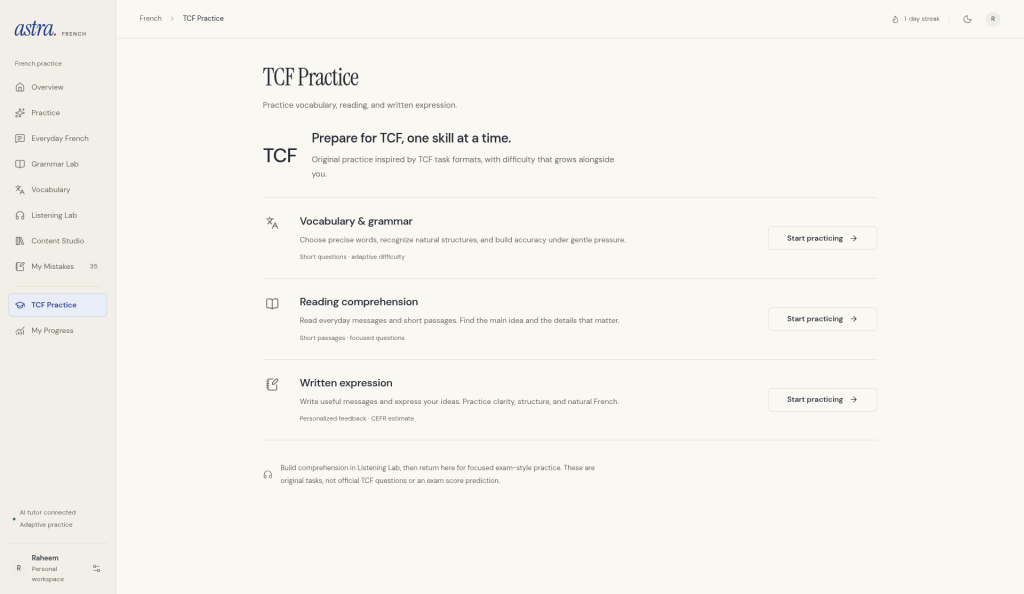 astra. FRENCH
French practice
Overview
Practice
Everyday French
Grammar Lab
Vocabulary
Listening Lab
Content Studio
My Mistakes 35
TCF Practice
My Progress
AI tutor connected
Adaptive practice
R
Raheem
Personal
workspace
French > TCF Practice
1 day streak
R
TCF Practice
Practice vocabulary, reading, and written expression.
TCF
Prepare for TCF, one skill at a time.
Original practice inspired by TCF task formats, with difficulty that grows alongside
you.
Vocabulary & grammar
Choose precise words, recognize natural structures, and build accuracy under gentle pressure.
Short questions · adaptive difficulty
Start practicing →
Reading comprehension
Read everyday messages and short passages. Find the main idea and the details that matter.
Short passages · focused questions
Start practicing →
Written expression
Write useful messages and express your ideas. Practice clarity, structure, and natural French.
Personalized feedback · CEFR estimate
Start practicing →
Build comprehension in Listening Lab, then return here for focused exam-style practice. These are
original tasks, not official TCF questions or an exam score prediction.